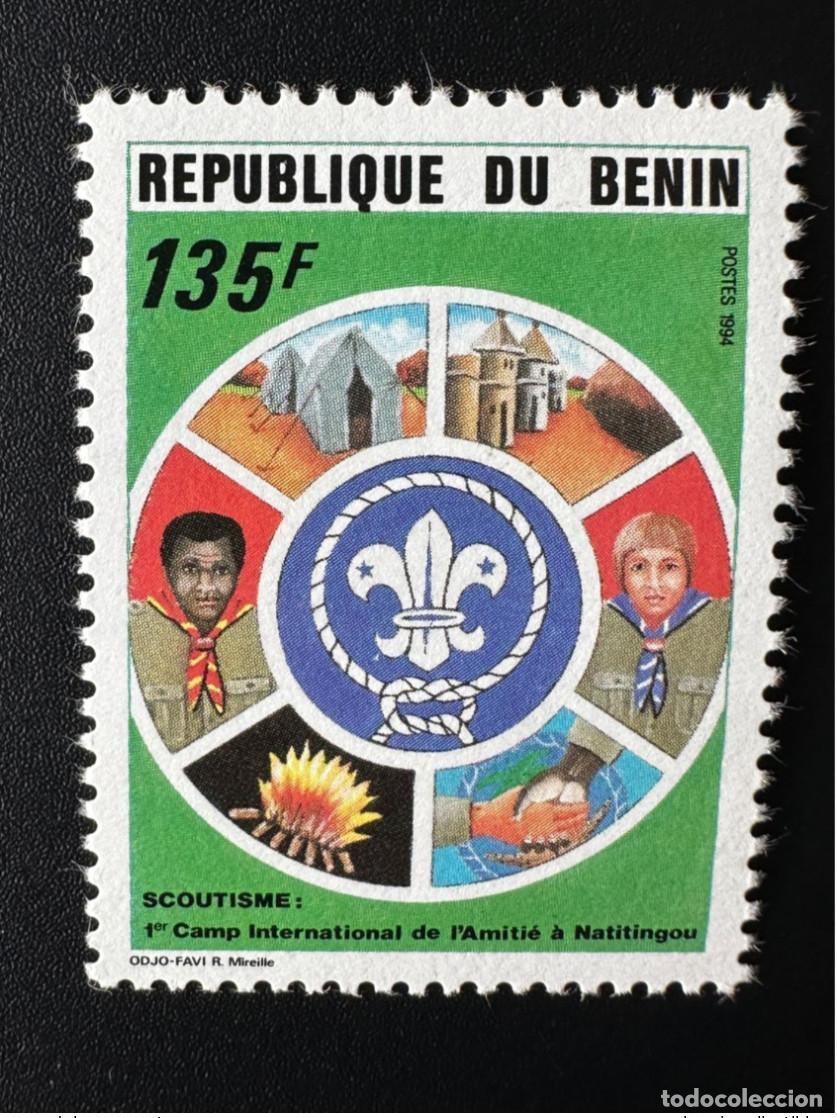 REPUBLIQUE DU BENIN
135F
POSTES 1994
SCOUTISME:
1er Camp International de l'Amitié à Natitingou
ODJO-FAVI R. Mireille
todocoleccion